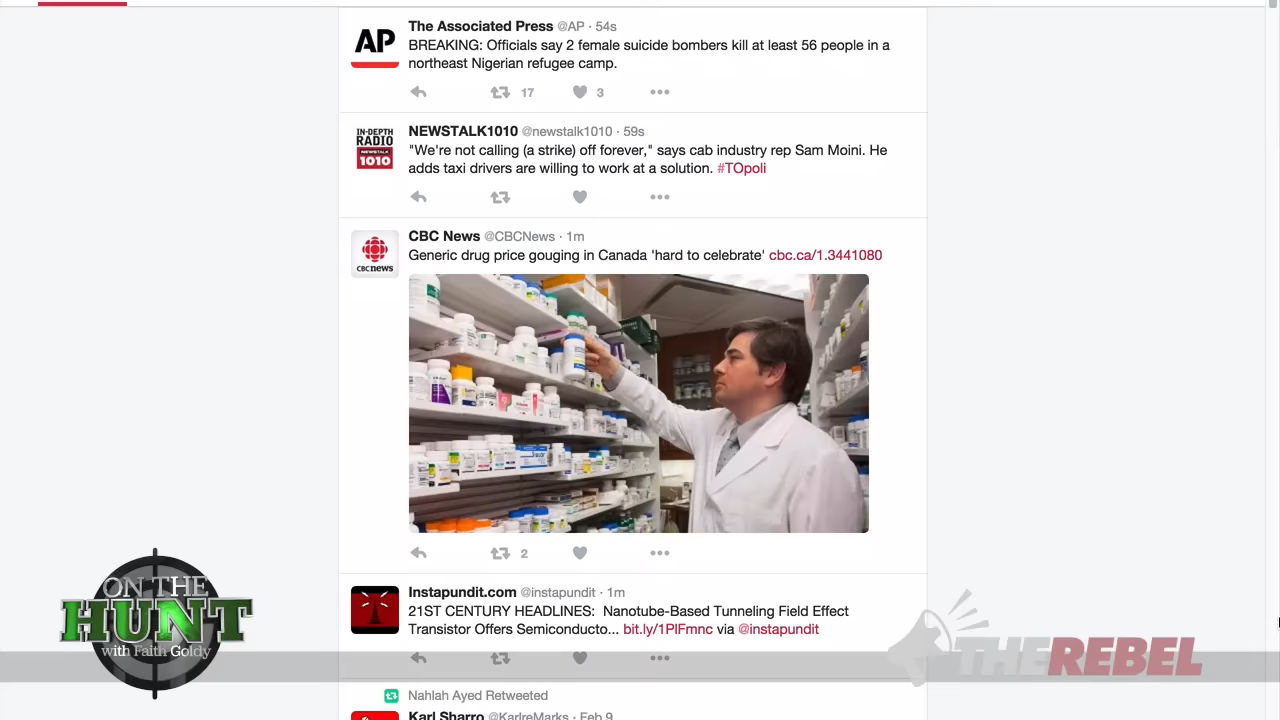 AP
The Associated Press @AP · 54s
BREAKING: Officials say 2 female suicide bombers kill at least 56 people in a
northeast Nigerian refugee camp.
17 3
IN-DEPTH
RADIO
NEWSTALK
1010
NEWSTALK1010 @newstalk1010 · 59s
"We're not calling (a strike) off forever," says cab industry rep Sam Moini. He
adds taxi drivers are willing to work at a solution. #TOpoli
CBC News @CBCNews · 1m
Generic drug price gouging in Canada 'hard to celebrate' cbc.ca/1.3441080
CBCnews
2
Instapundit.com @instapundit · 1m
21ST CENTURY HEADLINES: Nanotube-Based Tunneling Field Effect
Transistor Offers Semiconducto... bit.ly/1PlFmnc via @instapundit
ON THE
HUNT
with Faith Goldy
THEREBEL
Nahlah Ayed Retweeted
Karl Sharro @KarlreMarks · Feb 9